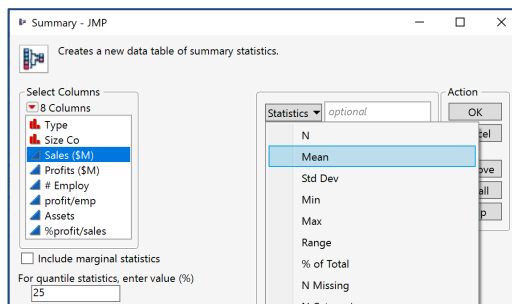 Summary - JMP
Creates a new data table of summary statistics.
Select Columns
8 Columns
Type
Size Co
Sales ($M)
Profits ($M)
# Employ
profit/emp
Assets
%profit/sales
Include marginal statistics
For quantile statistics, enter value (%)
25
Statistics optional
N
Mean
Std Dev
Min
Max
Range
% of Total
N Missing
Action
OK